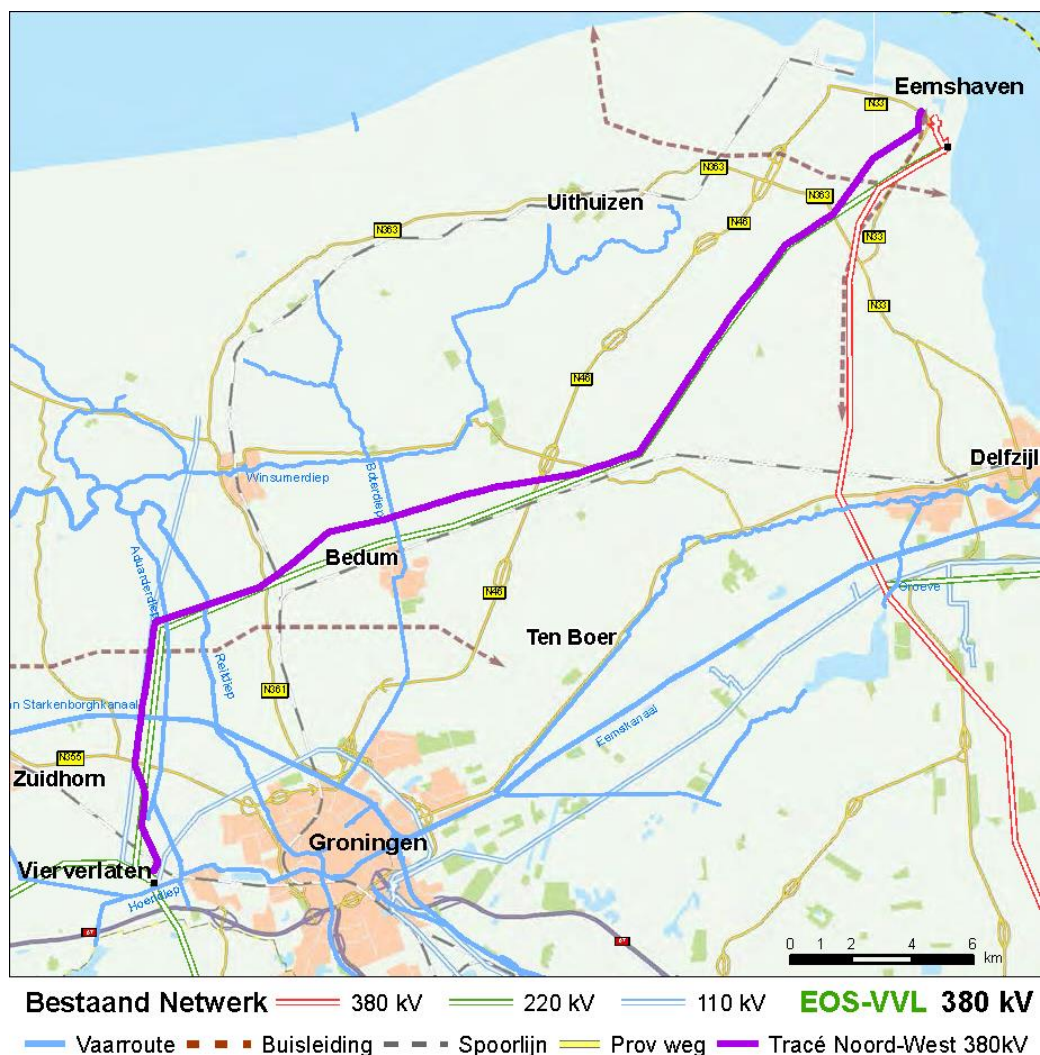 Eemshaven
N33
N363
N363
Uithuizen
N46
N363
N33
N33
N46
Delfzijl
Winsumerdiep
Boterdiep
Bedum
Aduarderdiep
Groeve
N46
Ten Boer
Reitdiep
N361
an Starkenborghkanaal
Eemskanaal
N355
Zuidhorn
Groningen
Vierverlaten
Hoendiep
0 1 2 4 6
km
Bestaand Netwerk 380 kV 220 kV 110 kV EOS-VVL 380 kV
Vaarroute Buisleiding Spoorlijn Prov weg Tracé Noord-West 380kV